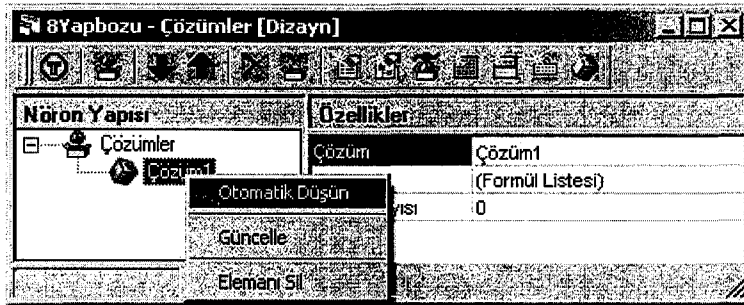 8Yapbozu - Çözümler [Dizayn]
Nöron Yapısı
Özellikler
Çözümler
Çözüm Çözüm1
Çözüm1
(Formül Listesi)
Otomatik Düşün
0
Güncelle
Elemanı Sil